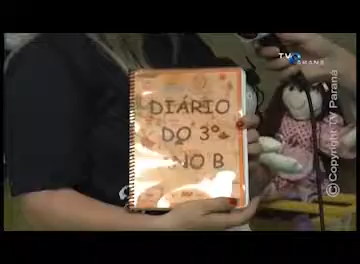 TV
PARANÁ
DIÁRIO
DO 3º
NO B
©Copyright TV Paraná